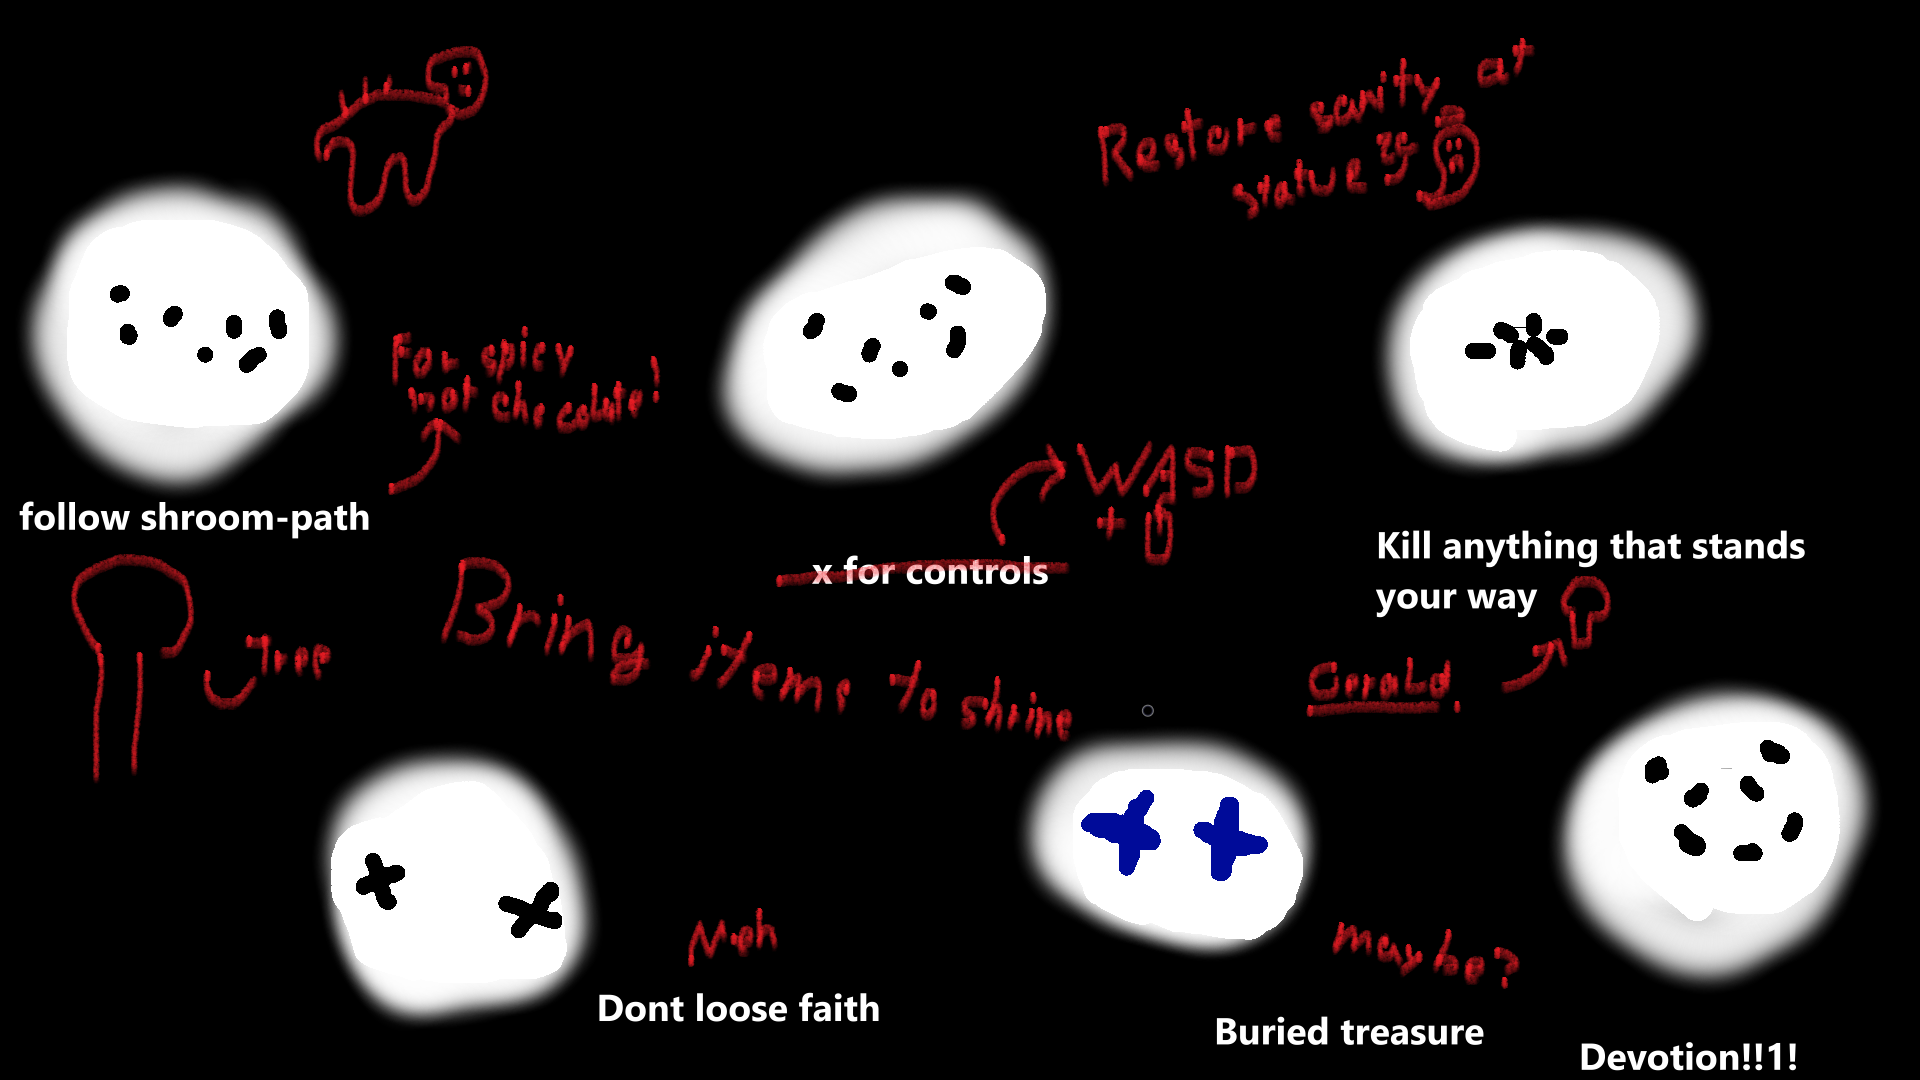 Restore sanity at
statue
For spicy
hot chocolate!
follow shroom-path
WASD
+
x for controls
Kill anything that stands
your way
Tree
Bring items to shrine
Gerald!
Meh
Dont loose faith
maybe?
Buried treasure
Devotion!!1!